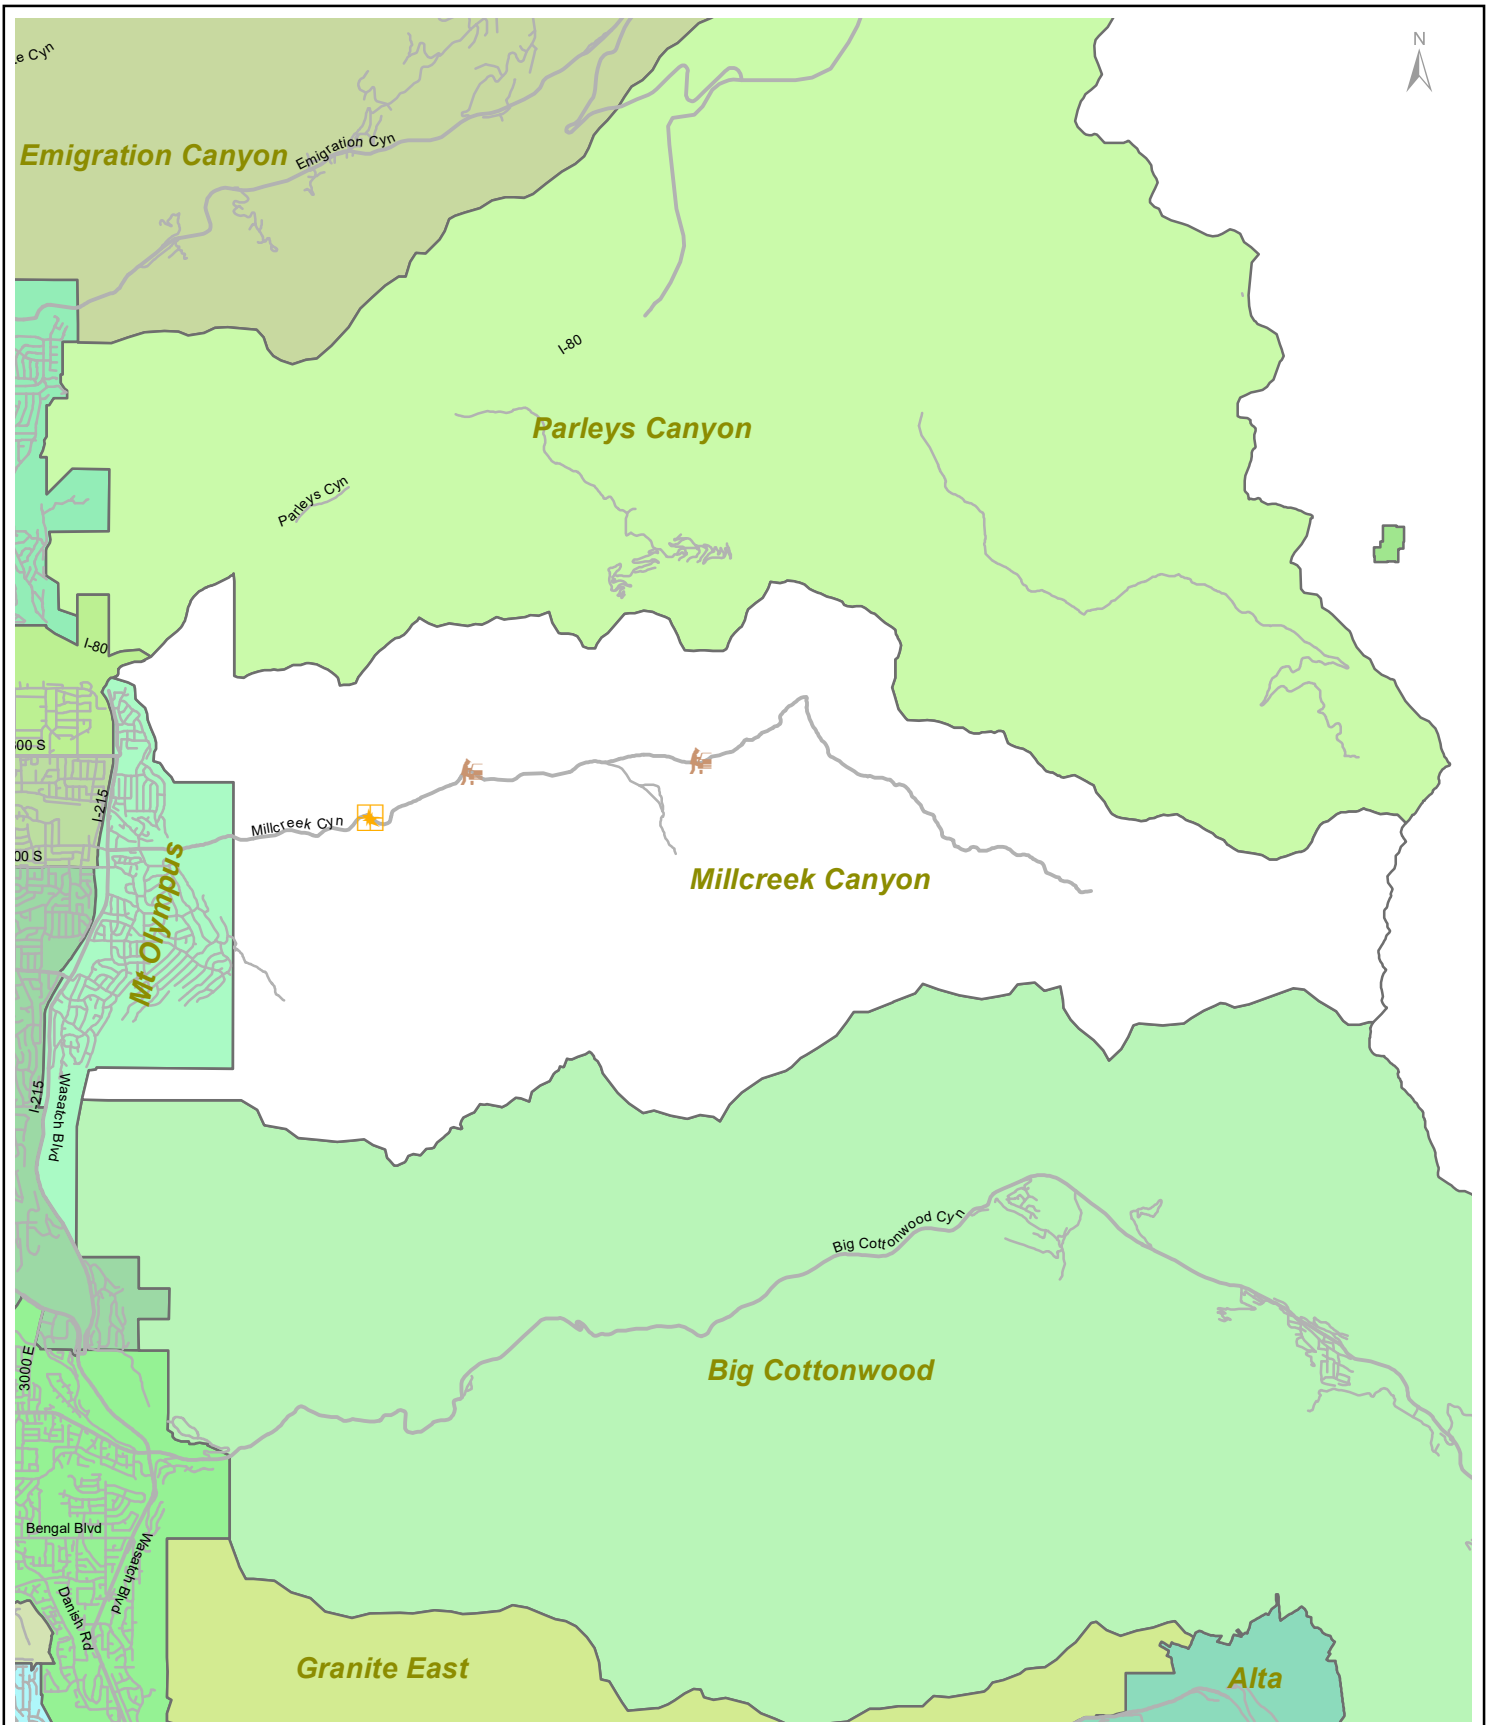 N
Emigration Canyon
Emigration Cyn
I-80
Parleys Canyon
Parleys Cyn
I-80
I-215
Millcreek Cyn
Mt Olympus
Millcreek Canyon
I-215
Wasatch Blvd
Big Cottonwood Cyn
3000 E
Big Cottonwood
Bengal Blvd
Wasatch Blvd
Danish Rd
Granite East
Alta